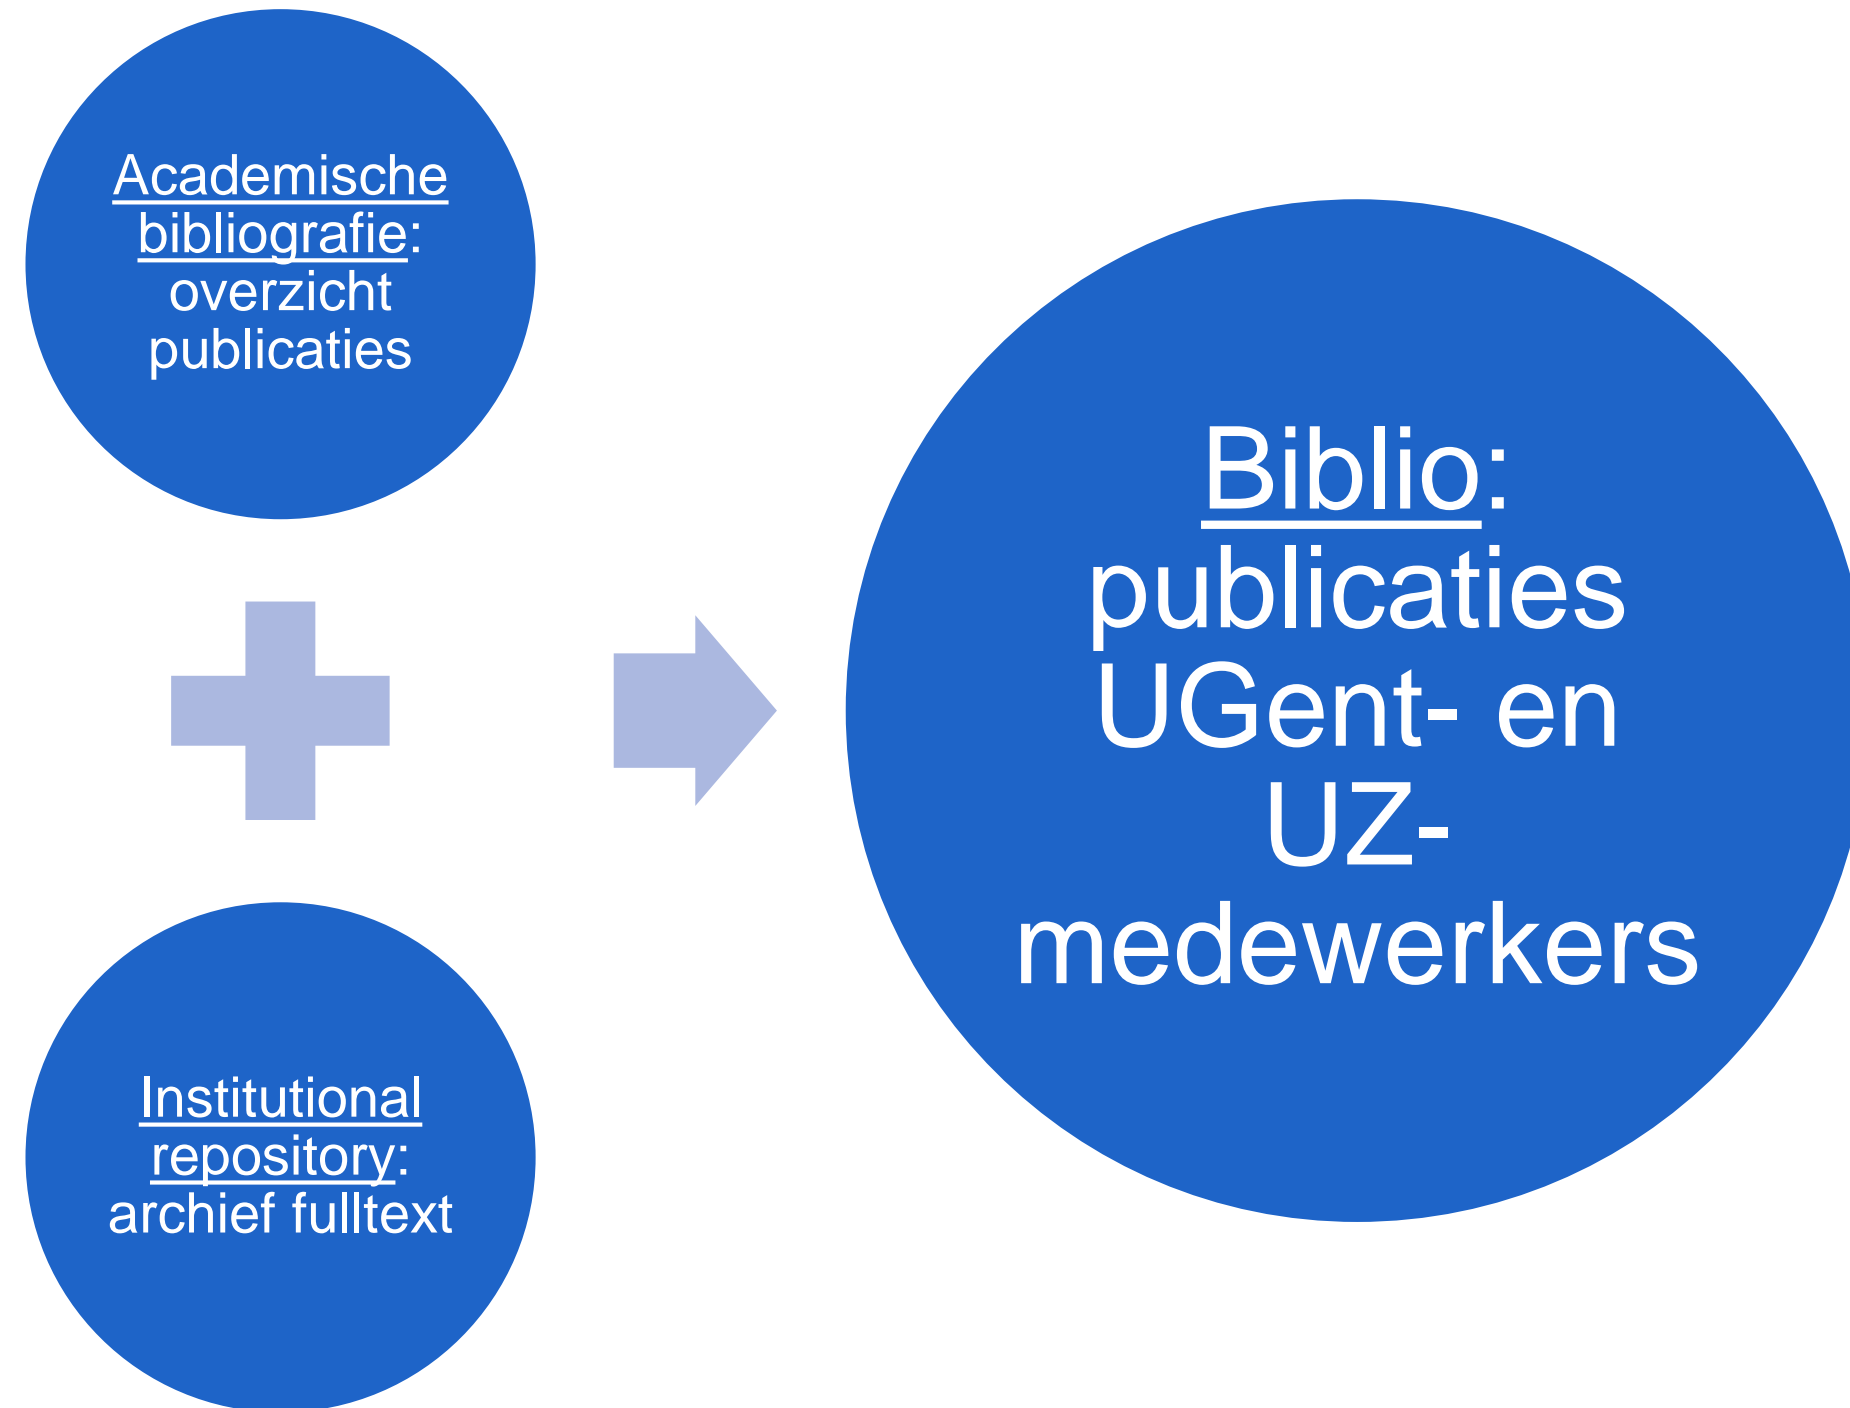 Academische
bibliografie:
overzicht
publicaties
Institutional
repository:
archief fulltext
Biblio:
publicaties
UGent- en
UZ-
medewerkers